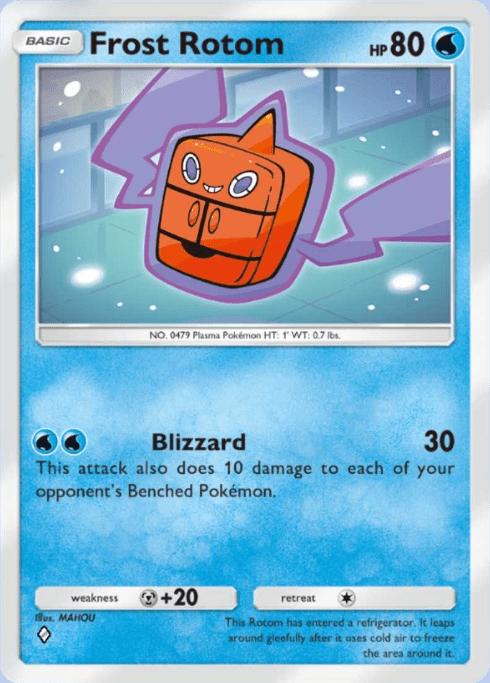 BASIC Frost Rotom HP 80
NO. 0479 Plasma Pokémon HT: 1' WT: 0.7 lbs.
Blizzard 30
This attack also does 10 damage to each of your
opponent's Benched Pokémon.
weakness +20 retreat
Illus. MAHOU
This Rotom has entered a refrigerator. It leaps
around gleefully after it uses cold air to freeze
the area around it.